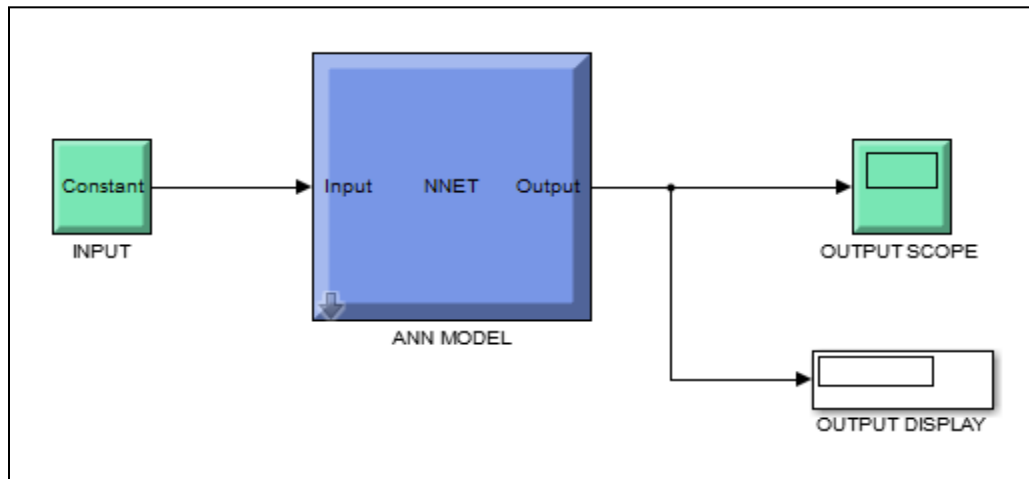 Constant
INPUT
Input NNET Output
ANN MODEL
OUTPUT SCOPE
OUTPUT DISPLAY